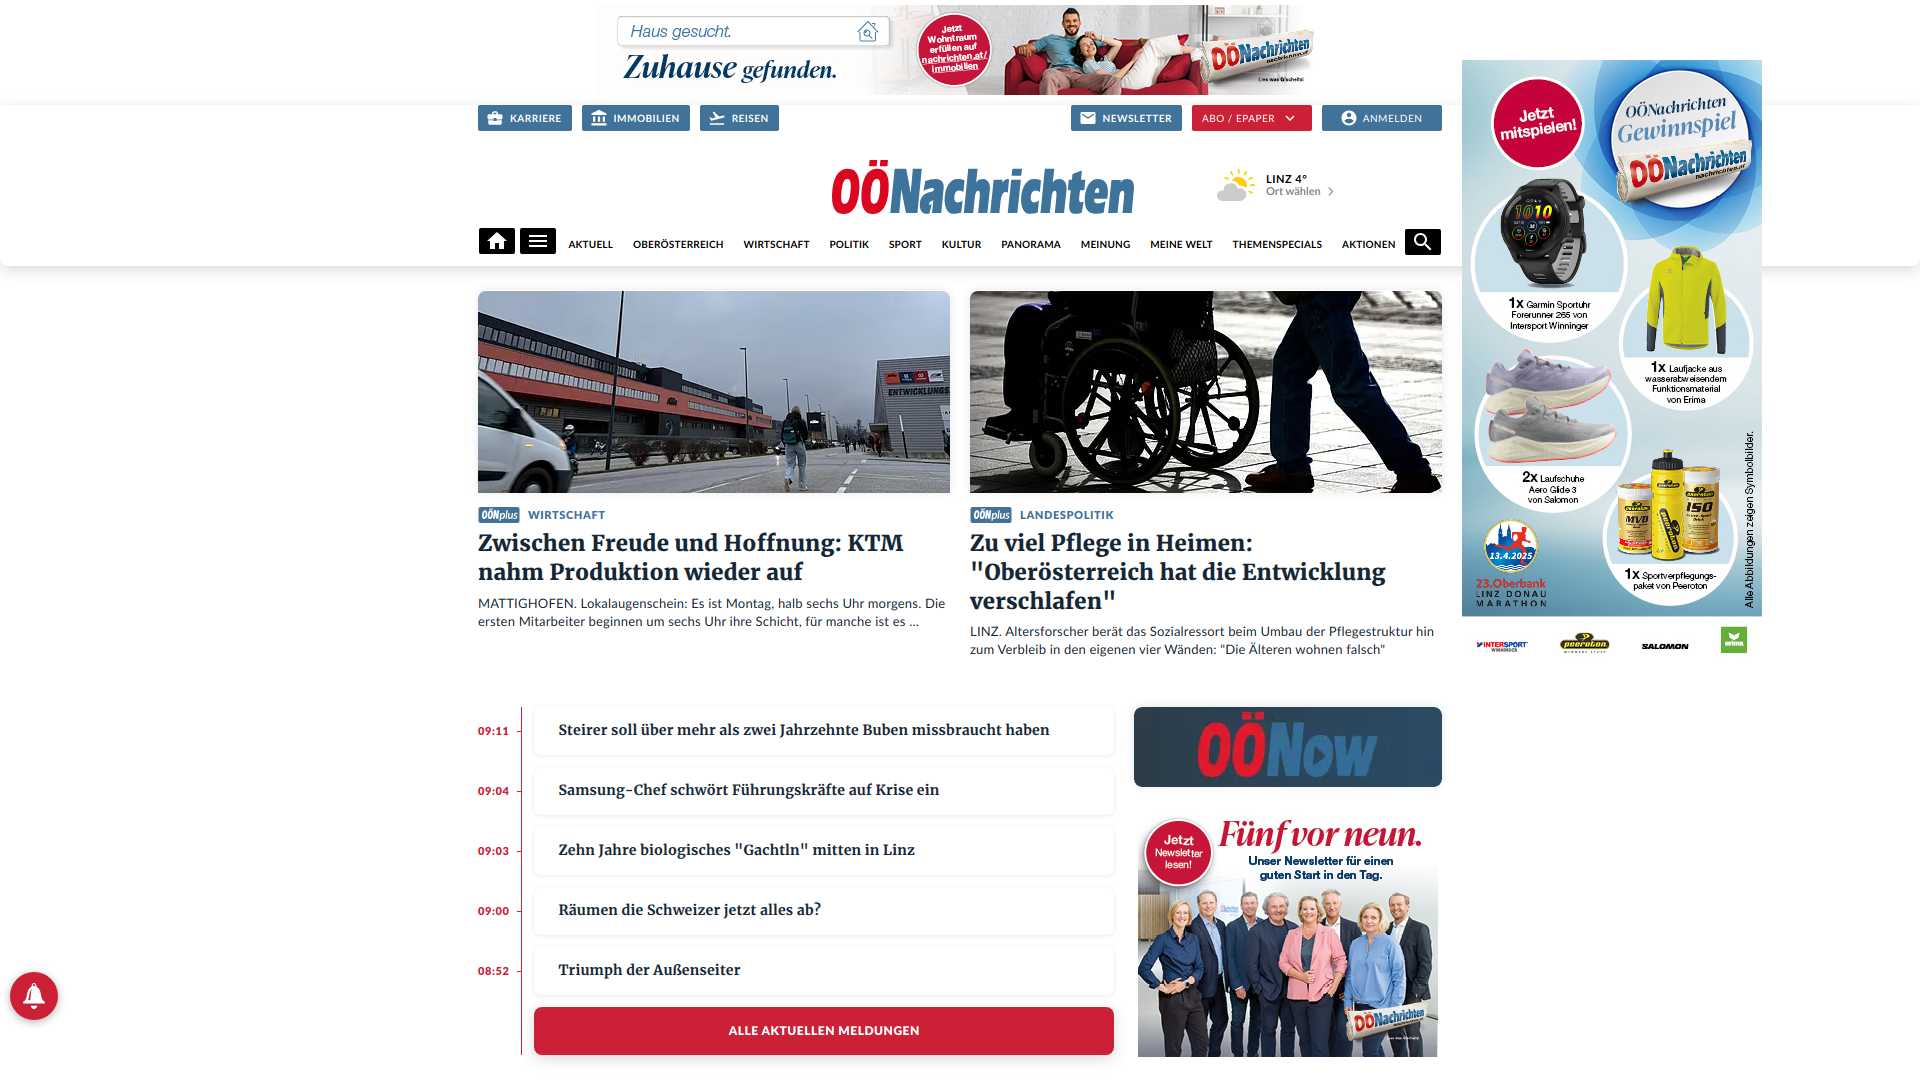 Haus gesucht.
Zuhause gefunden.
Jetzt
Wohntraum
erfüllen auf
nachrichten.at/
immobilien
OÖNachrichten
Lies was G'scheits!
KARRIERE
IMMOBILIEN
REISEN
NEWSLETTER
ABO / EPAPER
ANMELDEN
OÖNachrichten
LINZ 4°
Ort wählen
AKTUELL
OBERÖSTERREICH
WIRTSCHAFT
POLITIK
SPORT
KULTUR
PANORAMA
MEINUNG
MEINE WELT
THEMENSPECIALS
AKTIONEN
Jetzt
mitspielen!
OÖNachrichten
Gewinnspiel
OÖNachrichten
nachrichten.at
1x Garmin Sportuhr
Forerunner 265 von
Intersport Winninger
1x Laufjacke aus
wasserabweisendem
Funktionsmaterial
von Erima
2x Laufschuhe
Aero Glide 3
von Salomon
1x Sportverpflegungs-
paket von Peeroton
Alle Abbildungen zeigen Symbolbilder.
13.4.2025
23.Oberbank
LINZ DONAU
MARATHON
INTERSPORT
WINNINGER
peeroton
SALOMON
erima
ENTWICKLUNGS
OÖNplus WIRTSCHAFT
Zwischen Freude und Hoffnung: KTM
nahm Produktion wieder auf
MATTIGHOFEN. Lokalaugenschein: Es ist Montag, halb sechs Uhr morgens. Die
ersten Mitarbeiter beginnen um sechs Uhr ihre Schicht, für manche ist es ...
OÖNplus LANDESPOLITIK
Zu viel Pflege in Heimen:
"Oberösterreich hat die Entwicklung
verschlafen"
LINZ. Altersforscher berät das Sozialressort beim Umbau der Pflegestruktur hin
zum Verbleib in den eigenen vier Wänden: "Die Älteren wohnen falsch"
09:11 Steirer soll über mehr als zwei Jahrzehnte Buben missbraucht haben
09:04 Samsung-Chef schwört Führungskräfte auf Krise ein
09:03 Zehn Jahre biologisches "Gachtln" mitten in Linz
09:00 Räumen die Schweizer jetzt alles ab?
08:52 Triumph der Außenseiter
ALLE AKTUELLEN MELDUNGEN
OÖNow
Jetzt
Newsletter
lesen!
Fünf vor neun.
Unser Newsletter für einen
guten Start in den Tag.
OÖNachrichten